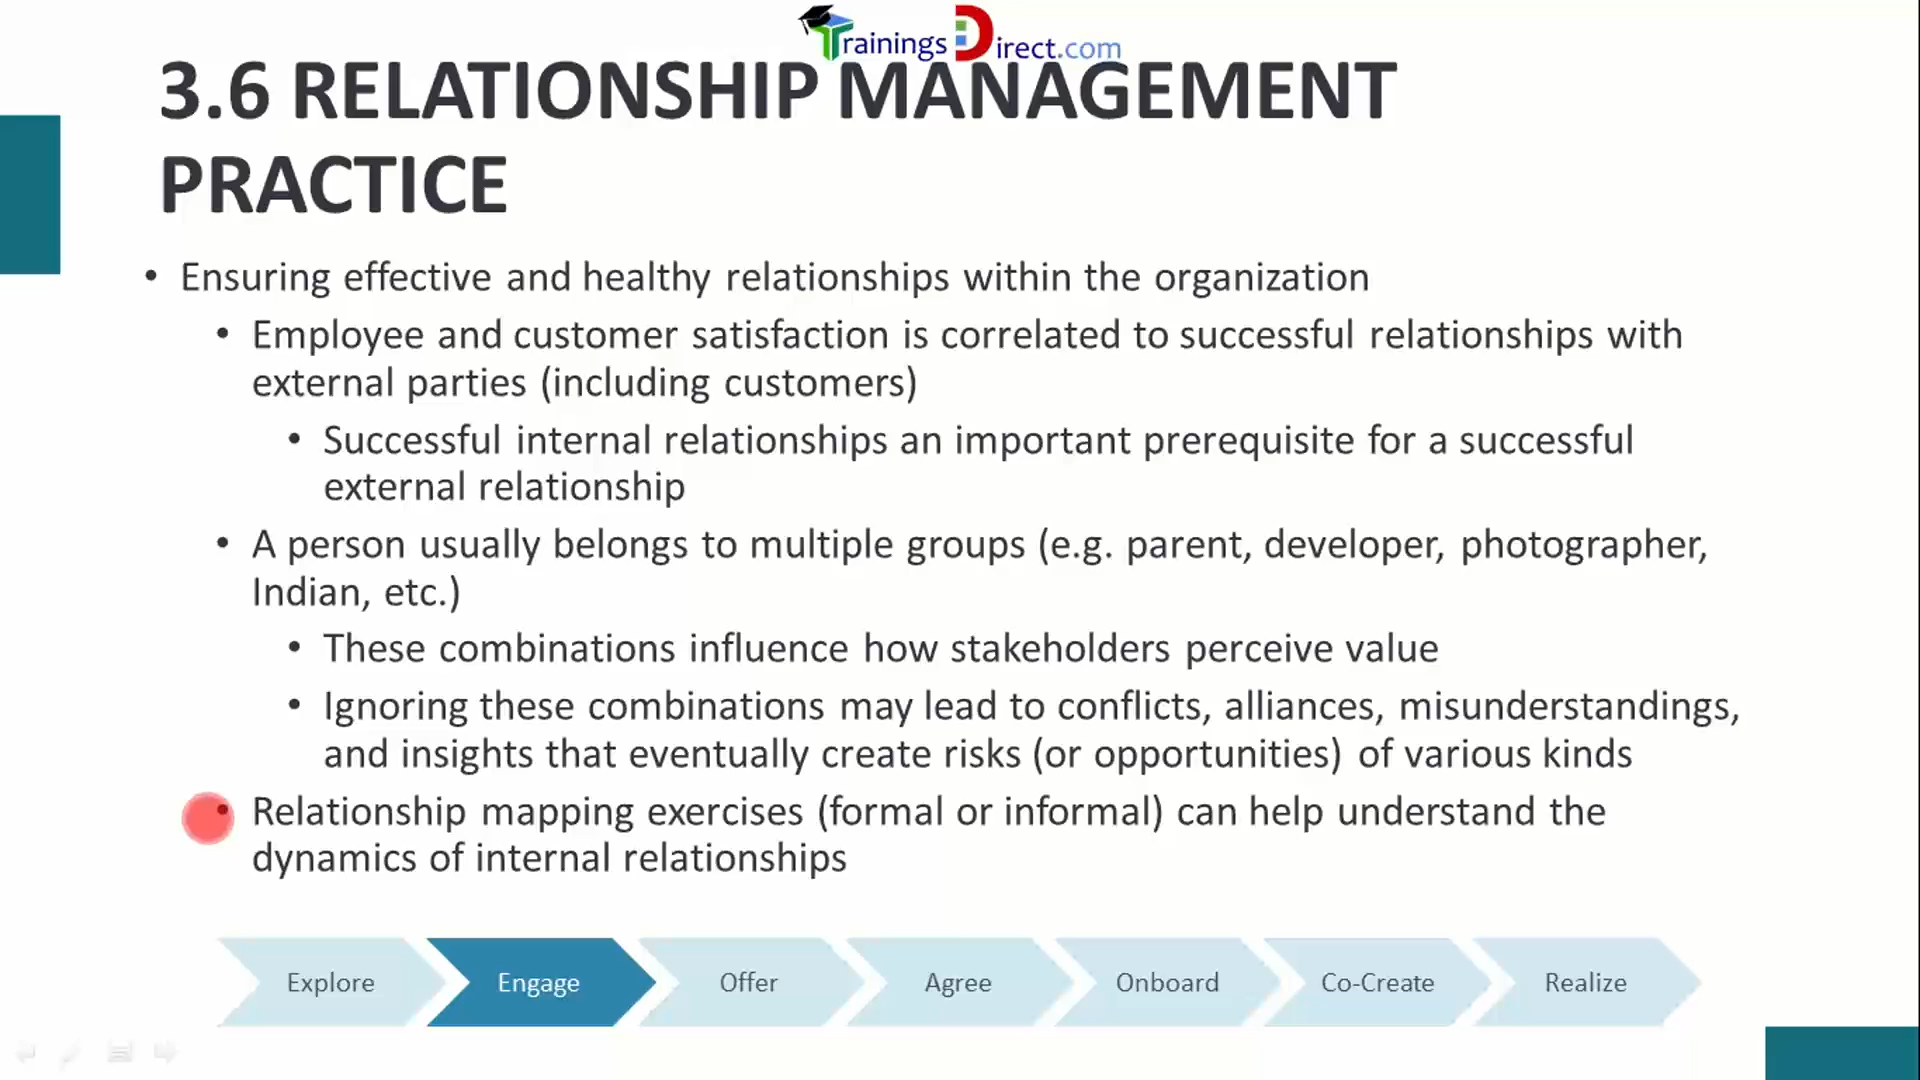 TrainingsDirect.com
3.6 RELATIONSHIP MANAGEMENT
PRACTICE
• Ensuring effective and healthy relationships within the organization
• Employee and customer satisfaction is correlated to successful relationships with
external parties (including customers)
• Successful internal relationships an important prerequisite for a successful
external relationship
• A person usually belongs to multiple groups (e.g. parent, developer, photographer,
Indian, etc.)
• These combinations influence how stakeholders perceive value
• Ignoring these combinations may lead to conflicts, alliances, misunderstandings,
and insights that eventually create risks (or opportunities) of various kinds
• Relationship mapping exercises (formal or informal) can help understand the
dynamics of internal relationships
Explore Engage Offer Agree Onboard Co-Create Realize